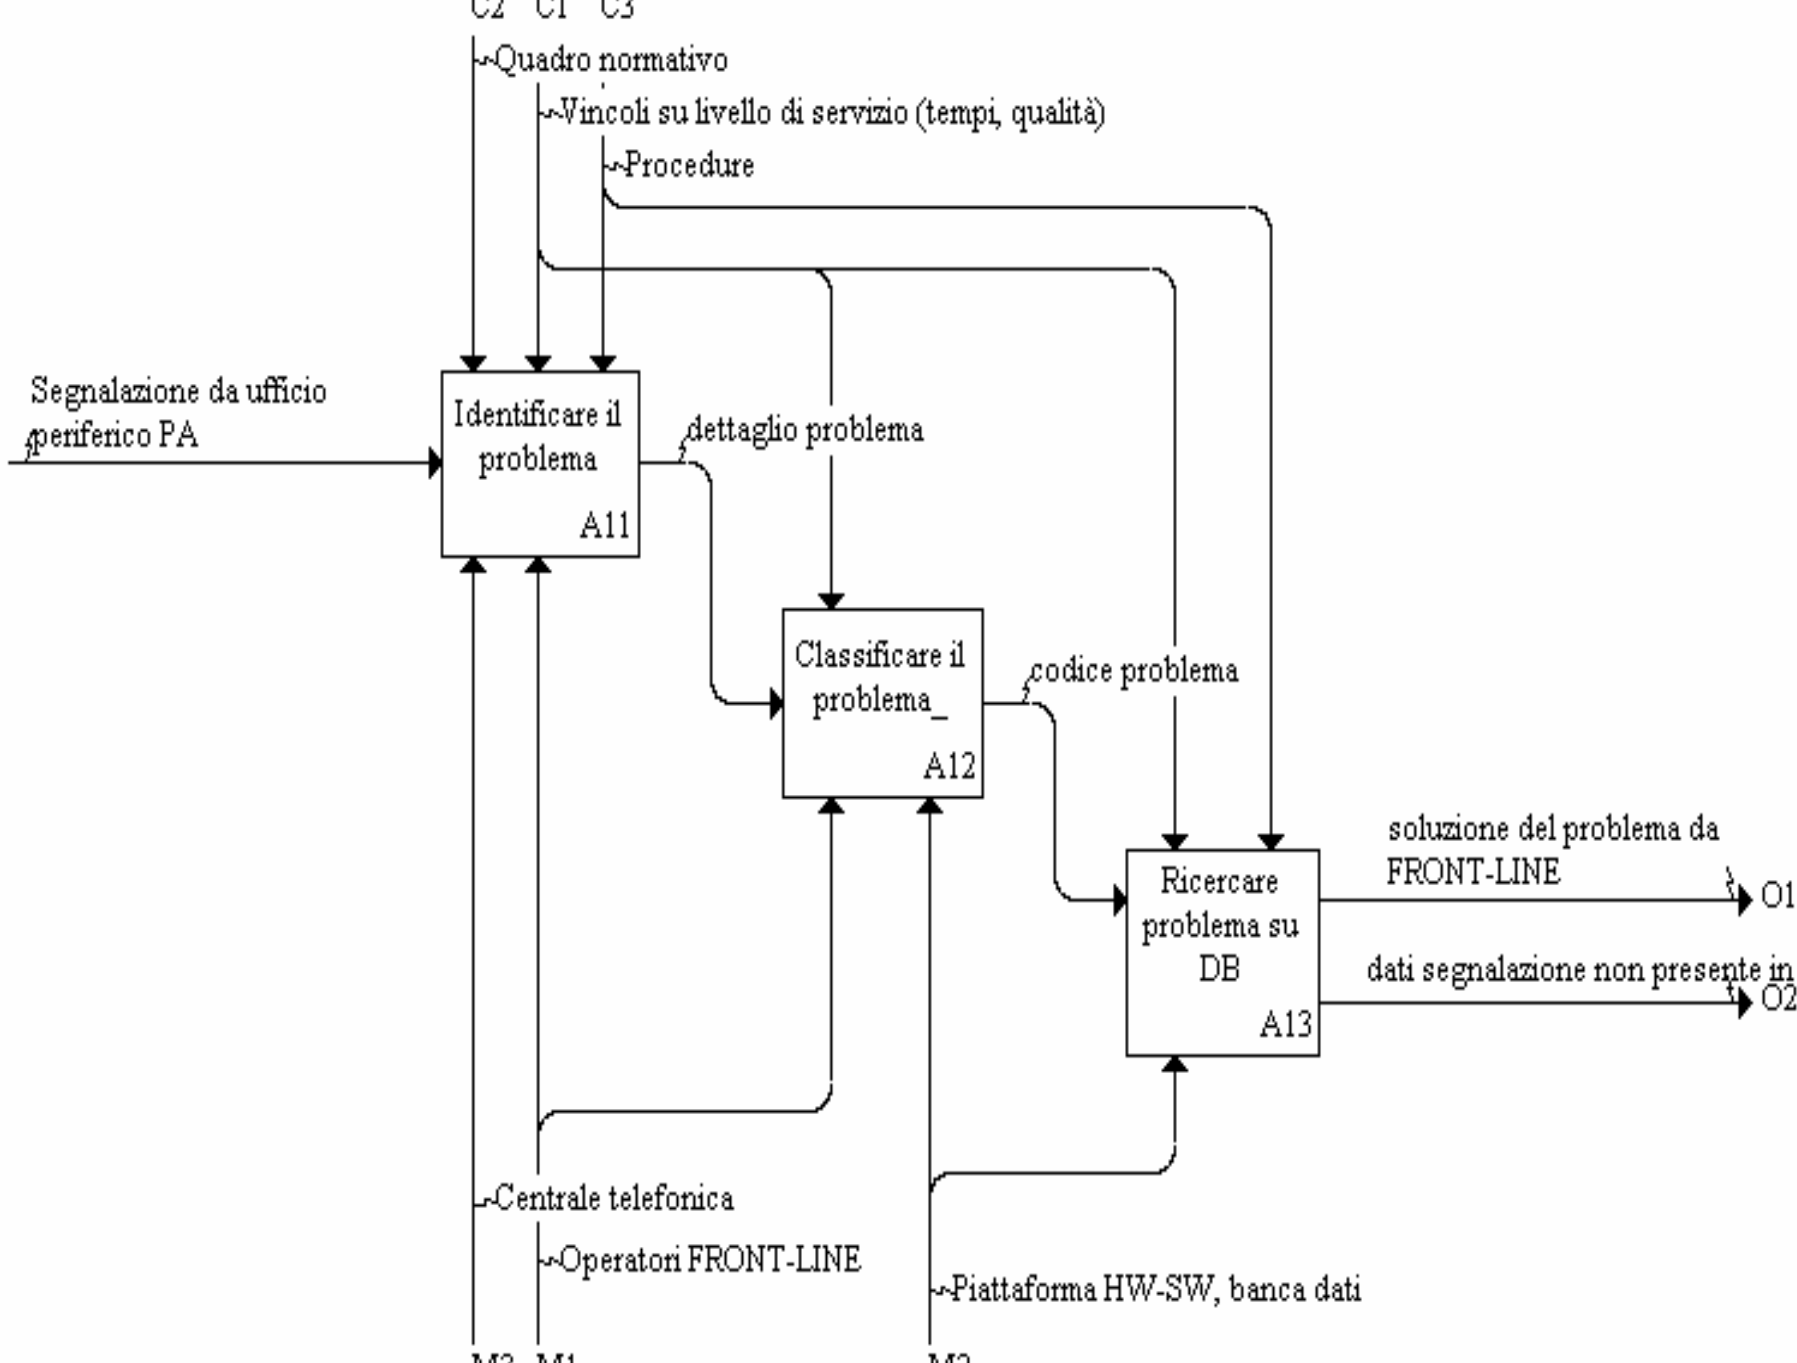 C2 C1 C3
Quadro normativo
Vincoli su livello di servizio (tempi, qualità)
Procedure
Segnalazione da ufficio
periferico PA
Identificare il
problema
A11
dettaglio problema
Classificare il
problema_
A12
codice problema
Ricercare
problema su
DB
A13
soluzione del problema da
FRONT-LINE
O1
dati segnalazione non presente in
O2
Centrale telefonica
Operatori FRONT-LINE
Piattaforma HW-SW, banca dati
M3 M1 M2